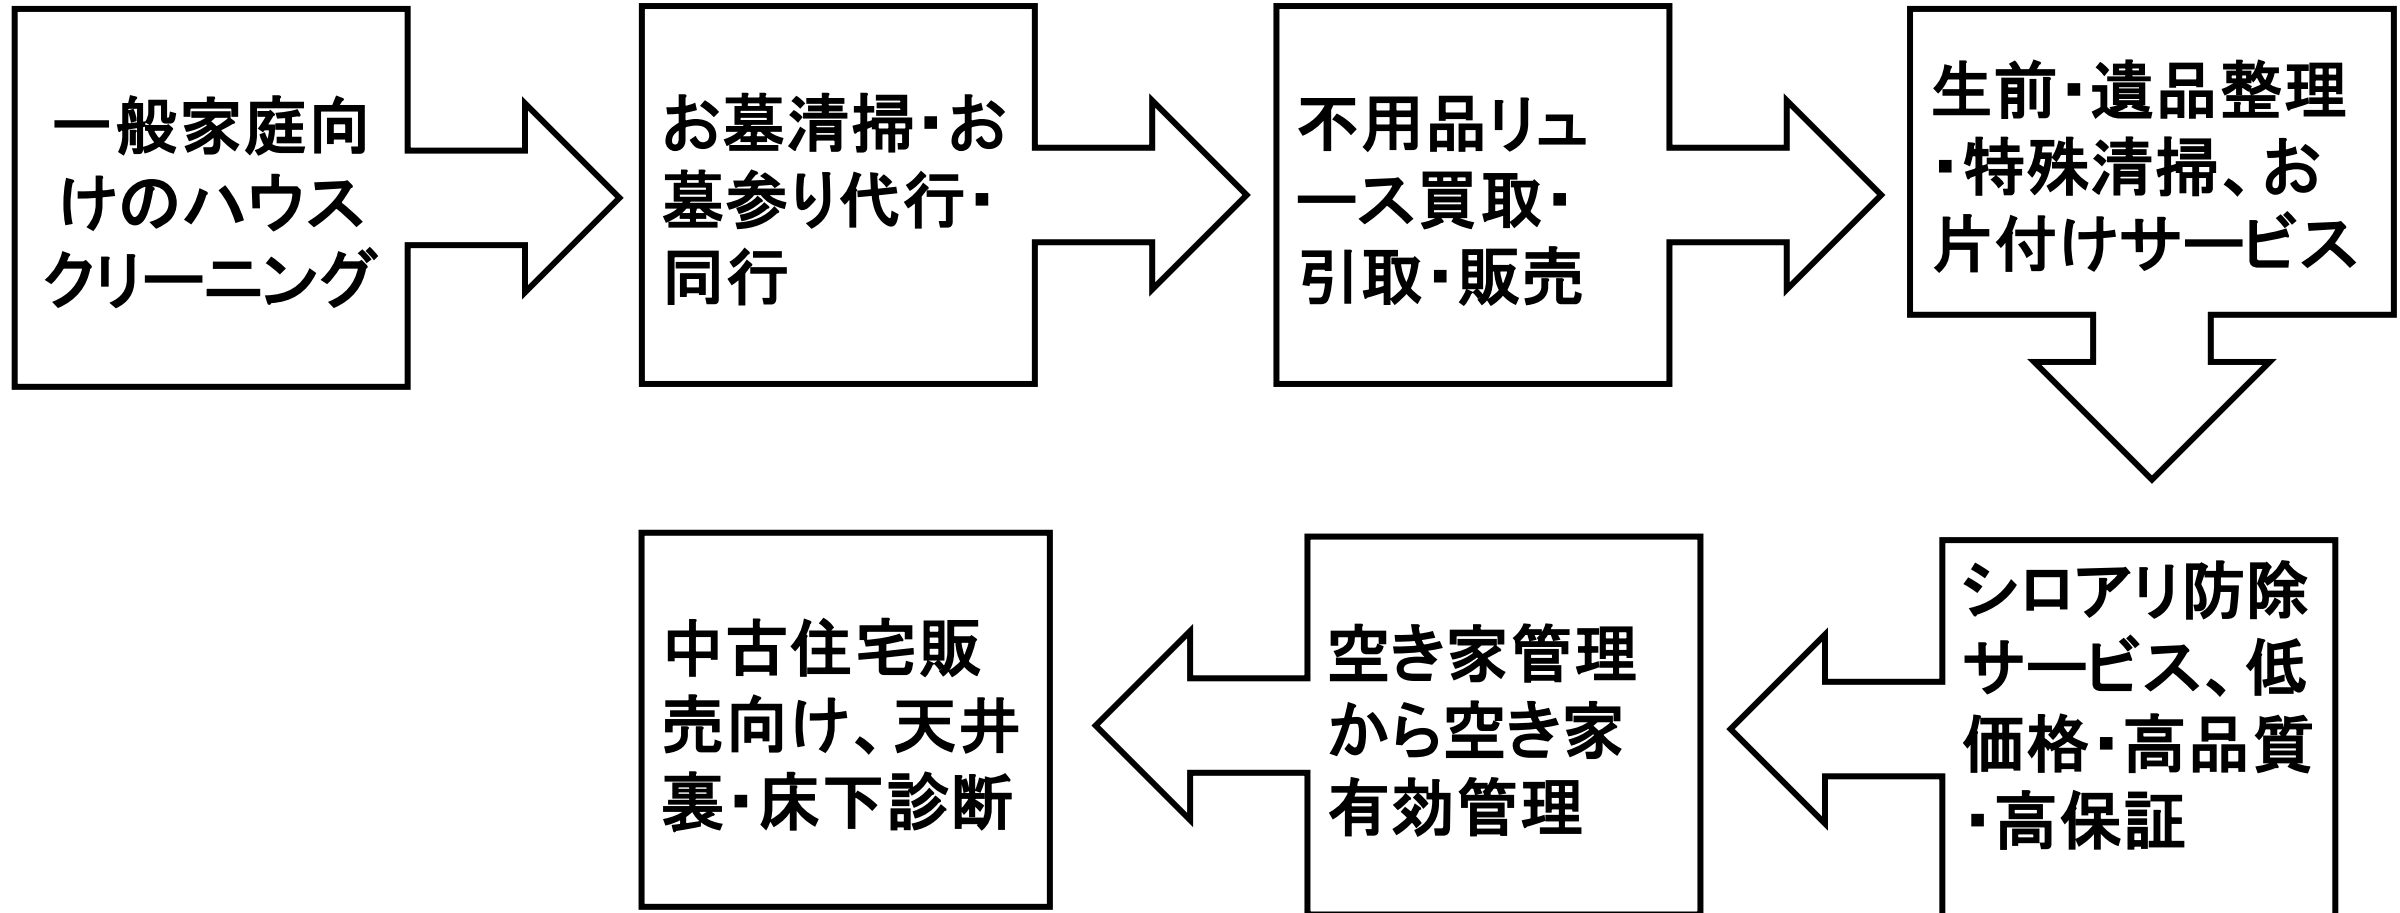 一般家庭向
けのハウス
クリーニング
お墓清掃・お
墓参り代行・
同行
不用品リュ
ース買取・
引取・販売
生前・遺品整理
・特殊清掃、お
片付けサービス
シロアリ防除
サービス、低
価格・高品質
・高保証
空き家管理
から空き家
有効管理
中古住宅販
売向け、天井
裏・床下診断